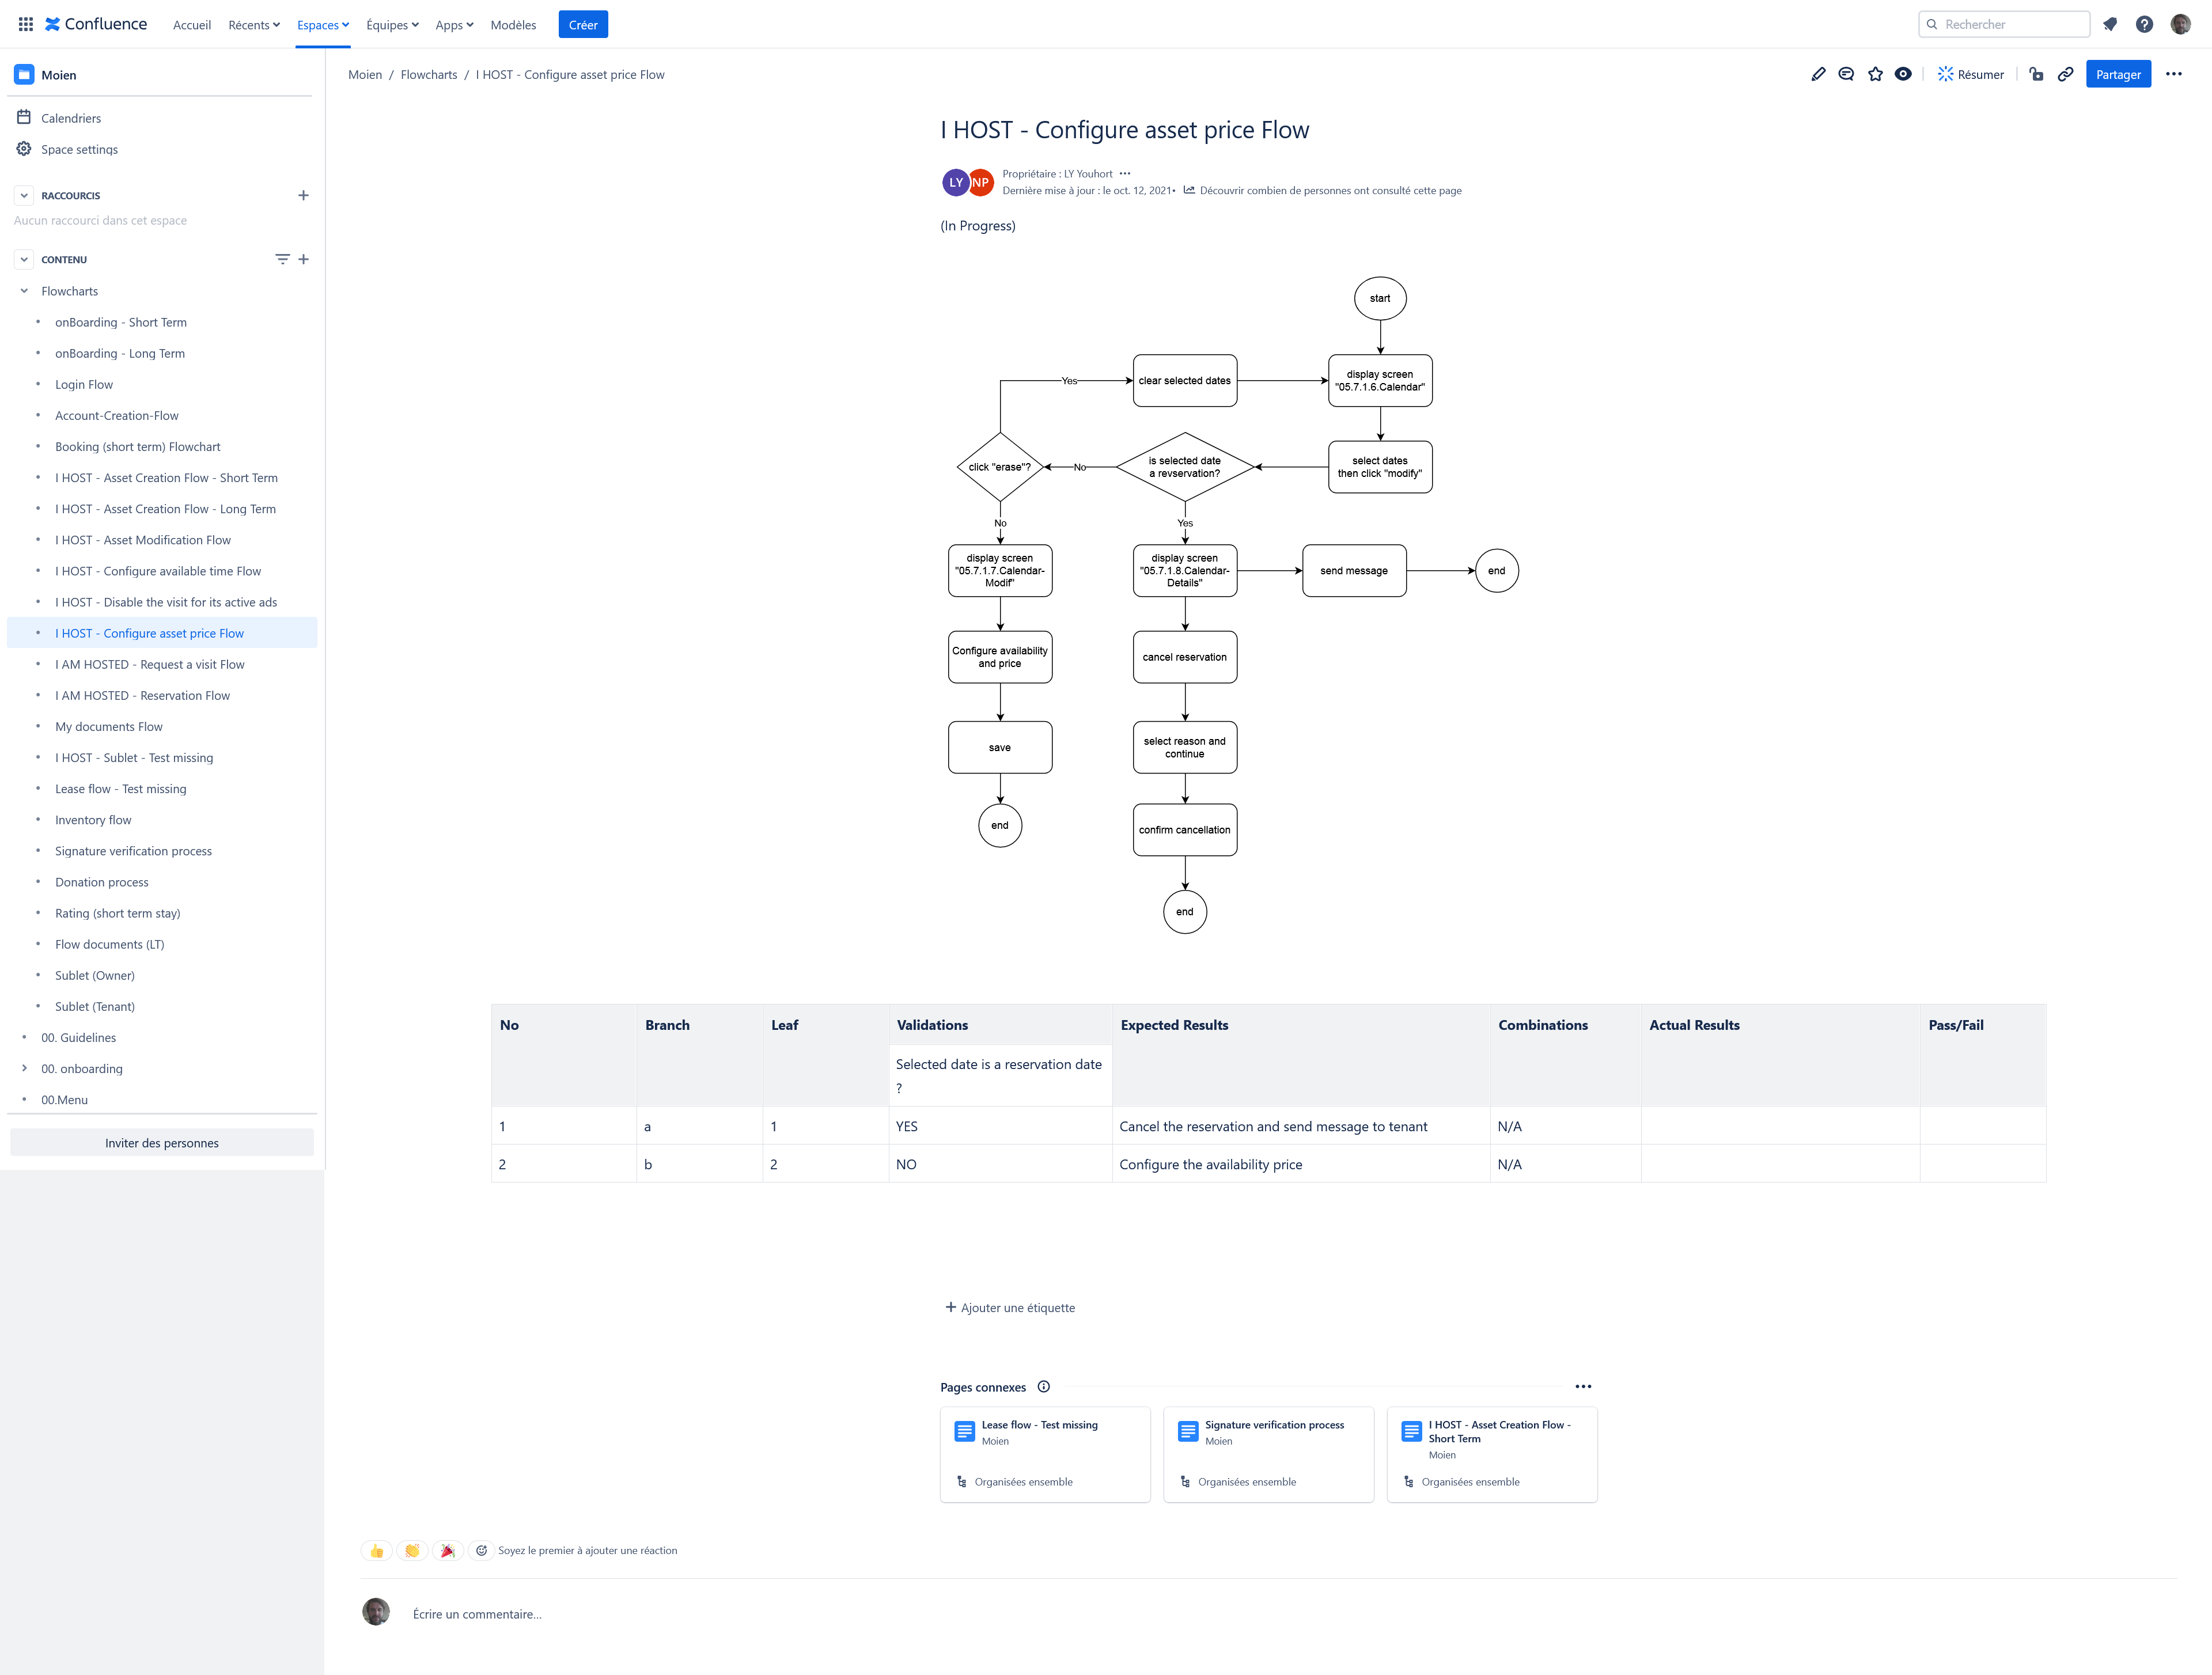 Confluence
Accueil
Récents
Espaces
Équipes
Apps
Modèles
Créer
Rechercher
Moien
Calendriers
Space settings
RACCOURCIS
Aucun raccourci dans cet espace
CONTENU
Flowcharts
onBoarding - Short Term
onBoarding - Long Term
Login Flow
Account-Creation-Flow
Booking (short term) Flowchart
I HOST - Asset Creation Flow - Short Term
I HOST - Asset Creation Flow - Long Term
I HOST - Asset Modification Flow
I HOST - Configure available time Flow
I HOST - Disable the visit for its active ads
I HOST - Configure asset price Flow
I AM HOSTED - Request a visit Flow
I AM HOSTED - Reservation Flow
My documents Flow
I HOST - Sublet - Test missing
Lease flow - Test missing
Inventory flow
Signature verification process
Donation process
Rating (short term stay)
Flow documents (LT)
Sublet (Owner)
Sublet (Tenant)
00. Guidelines
00. onboarding
00.Menu
Inviter des personnes
Moien / Flowcharts / I HOST - Configure asset price Flow
Résumer
Partager
I HOST - Configure asset price Flow
LY
NP
Propriétaire : LY Youhort
Dernière mise à jour : le oct. 12, 2021•
Découvrir combien de personnes ont consulté cette page
(In Progress)
start
Yes
clear selected dates
display screen
"05.7.1.6.Calendar"
click "erase"?
No
is selected date
a revservation?
select dates
then click "modify"
No
Yes
display screen
"05.7.1.7.Calendar-
Modif"
display screen
"05.7.1.8.Calendar-
Details"
send message
end
Configure availability
and price
cancel reservation
save
select reason and
continue
end
confirm cancellation
end
No
Branch
Leaf
Validations
Expected Results
Combinations
Actual Results
Pass/Fail
Selected date is a reservation date
?
1
a
1
YES
Cancel the reservation and send message to tenant
N/A
2
b
2
NO
Configure the availability price
N/A
Ajouter une étiquette
Pages connexes
Lease flow - Test missing
Moien
Organisées ensemble
Signature verification process
Moien
Organisées ensemble
I HOST - Asset Creation Flow -
Short Term
Moien
Organisées ensemble
Soyez le premier à ajouter une réaction
Écrire un commentaire...